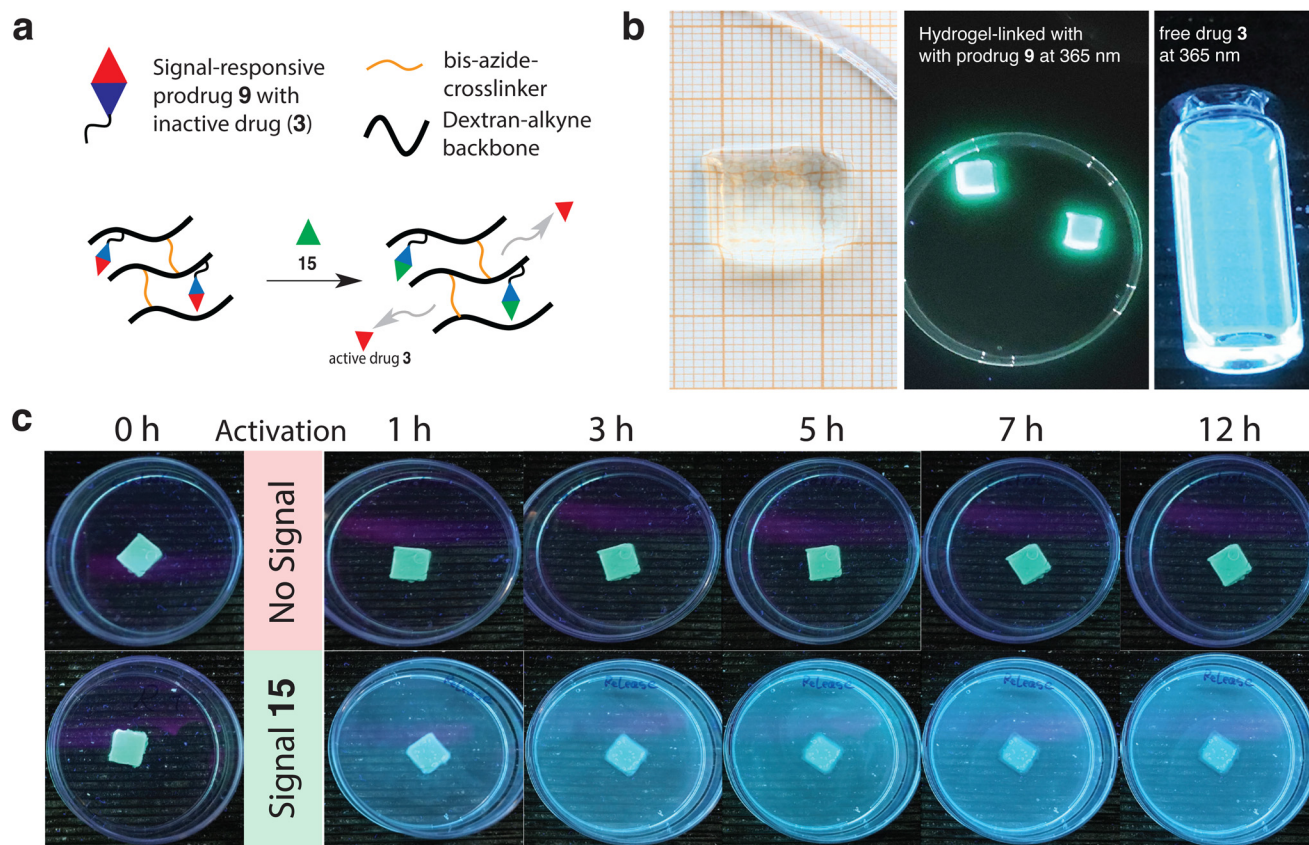 a
Signal-responsive
prodrug 9 with
inactive drug (3)
bis-azide-
crosslinker
Dextran-alkyne
backbone
15
active drug 3
b
Hydrogel-linked with
with prodrug 9 at 365 nm
free drug 3
at 365 nm
c
0 h
Activation
1 h
3 h
5 h
7 h
12 h
No Signal
Signal 15
Release
Release
Release
Release
Release